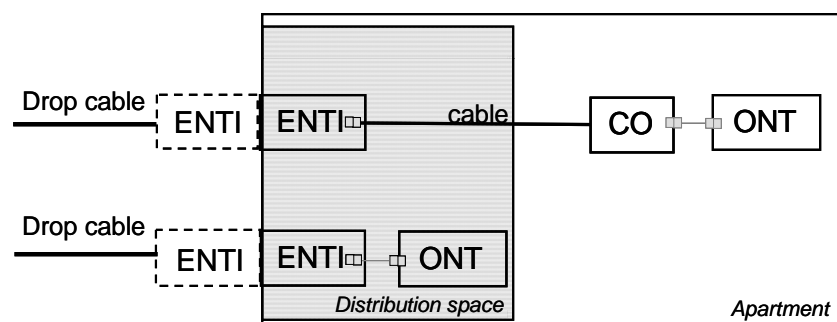 Drop cable
ENTI
ENTI
cable
CO
ONT
Drop cable
ENTI
ENTI
ONT
Distribution space
Apartment